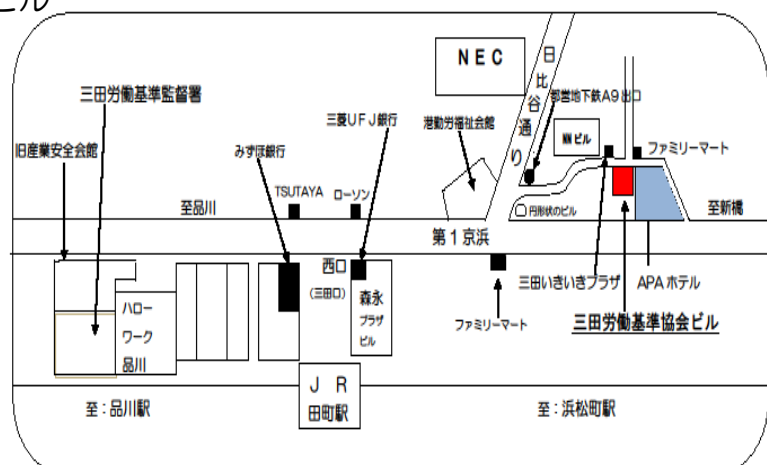 ビル
NEC
日比谷通り
三田労働基準監督署
都営地下鉄A9出口
三菱UFJ銀行
港勤労福祉会館
NNビル
ファミリーマート
旧産業安全会館
みずほ銀行
TSUTAYA
ローソン
至品川
円形状のビル
至新橋
第1京浜
西口
(三田口)
三田いきいきプラザ
APAホテル
森永
プラザ
ビル
ハロー
ワーク
品川
ファミリーマート
三田労働基準協会ビル
JR
田町駅
至:品川駅
至:浜松町駅